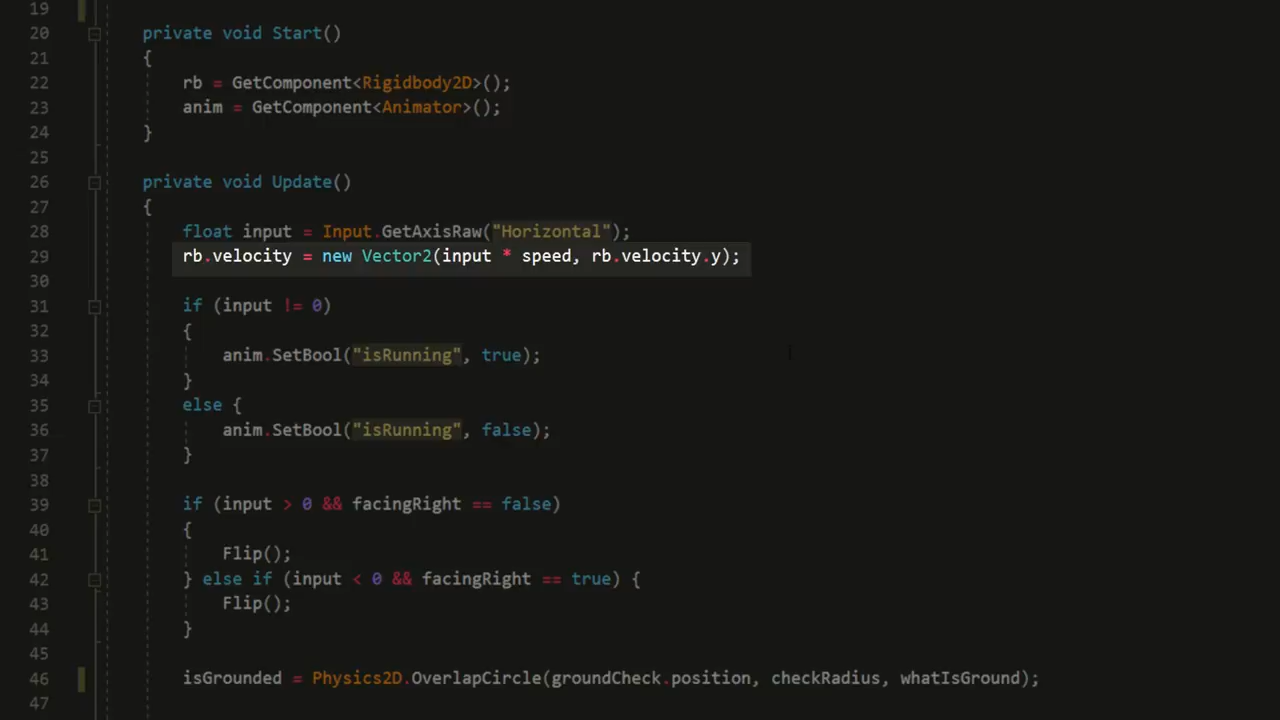 19
20 private void Start()
21 {
22 rb = GetComponent<Rigidbody2D>();
23 anim = GetComponent<Animator>();
24 }
25
26 private void Update()
27 {
28 float input = Input.GetAxisRaw("Horizontal");
29 rb.velocity = new Vector2(input * speed, rb.velocity.y);
30
31 if (input != 0)
32 {
33 anim.SetBool("isRunning", true);
34 }
35 else {
36 anim.SetBool("isRunning", false);
37 }
38
39 if (input > 0 && facingRight == false)
40 {
41 Flip();
42 } else if (input < 0 && facingRight == true) {
43 Flip();
44 }
45
46 isGrounded = Physics2D.OverlapCircle(groundCheck.position, checkRadius, whatIsGround);
47